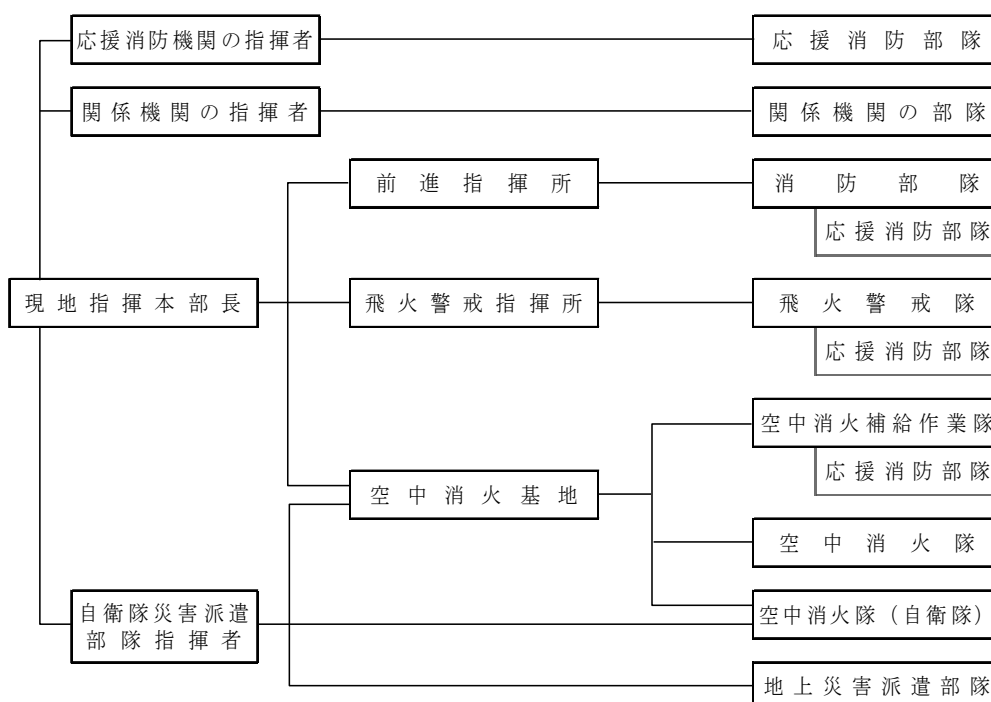 応援消防機関の指揮者
応援消防部隊
関係機関の指揮者
関係機関の部隊
前進指揮所
消防部隊
応援消防部隊
現地指揮本部長
飛火警戒指揮所
飛火警戒隊
応援消防部隊
空中消火補給作業隊
応援消防部隊
空中消火基地
空中消火隊
自衛隊災害派遣
部隊指揮者
空中消火隊（自衛隊）
地上災害派遣部隊